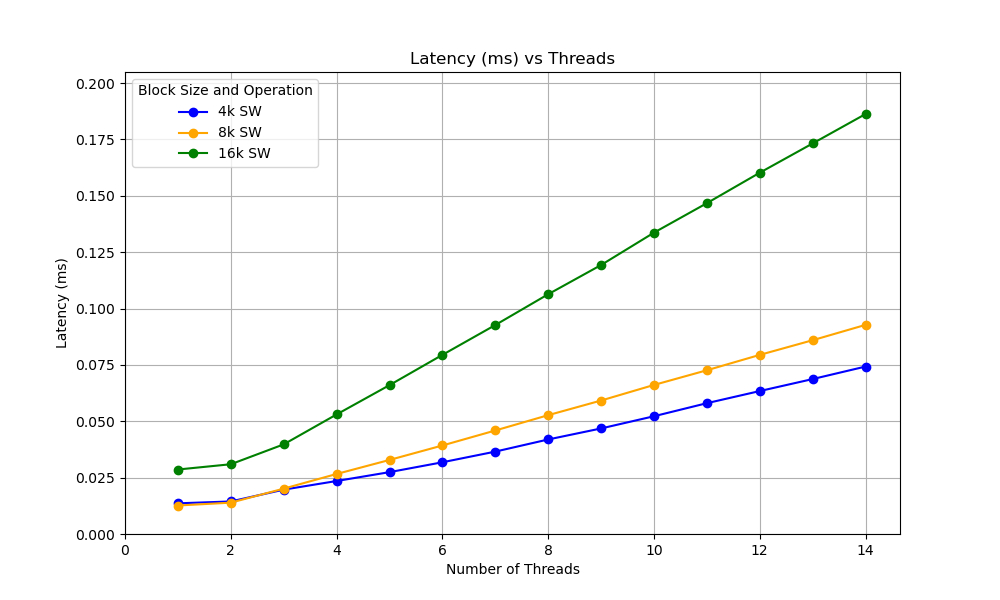 Latency (ms) vs Threads
Block Size and Operation
4k SW
8k SW
16k SW
Latency (ms)
0.200
0.175
0.150
0.125
0.100
0.075
0.050
0.025
0.000
0 2 4 6 8 10 12 14
Number of Threads